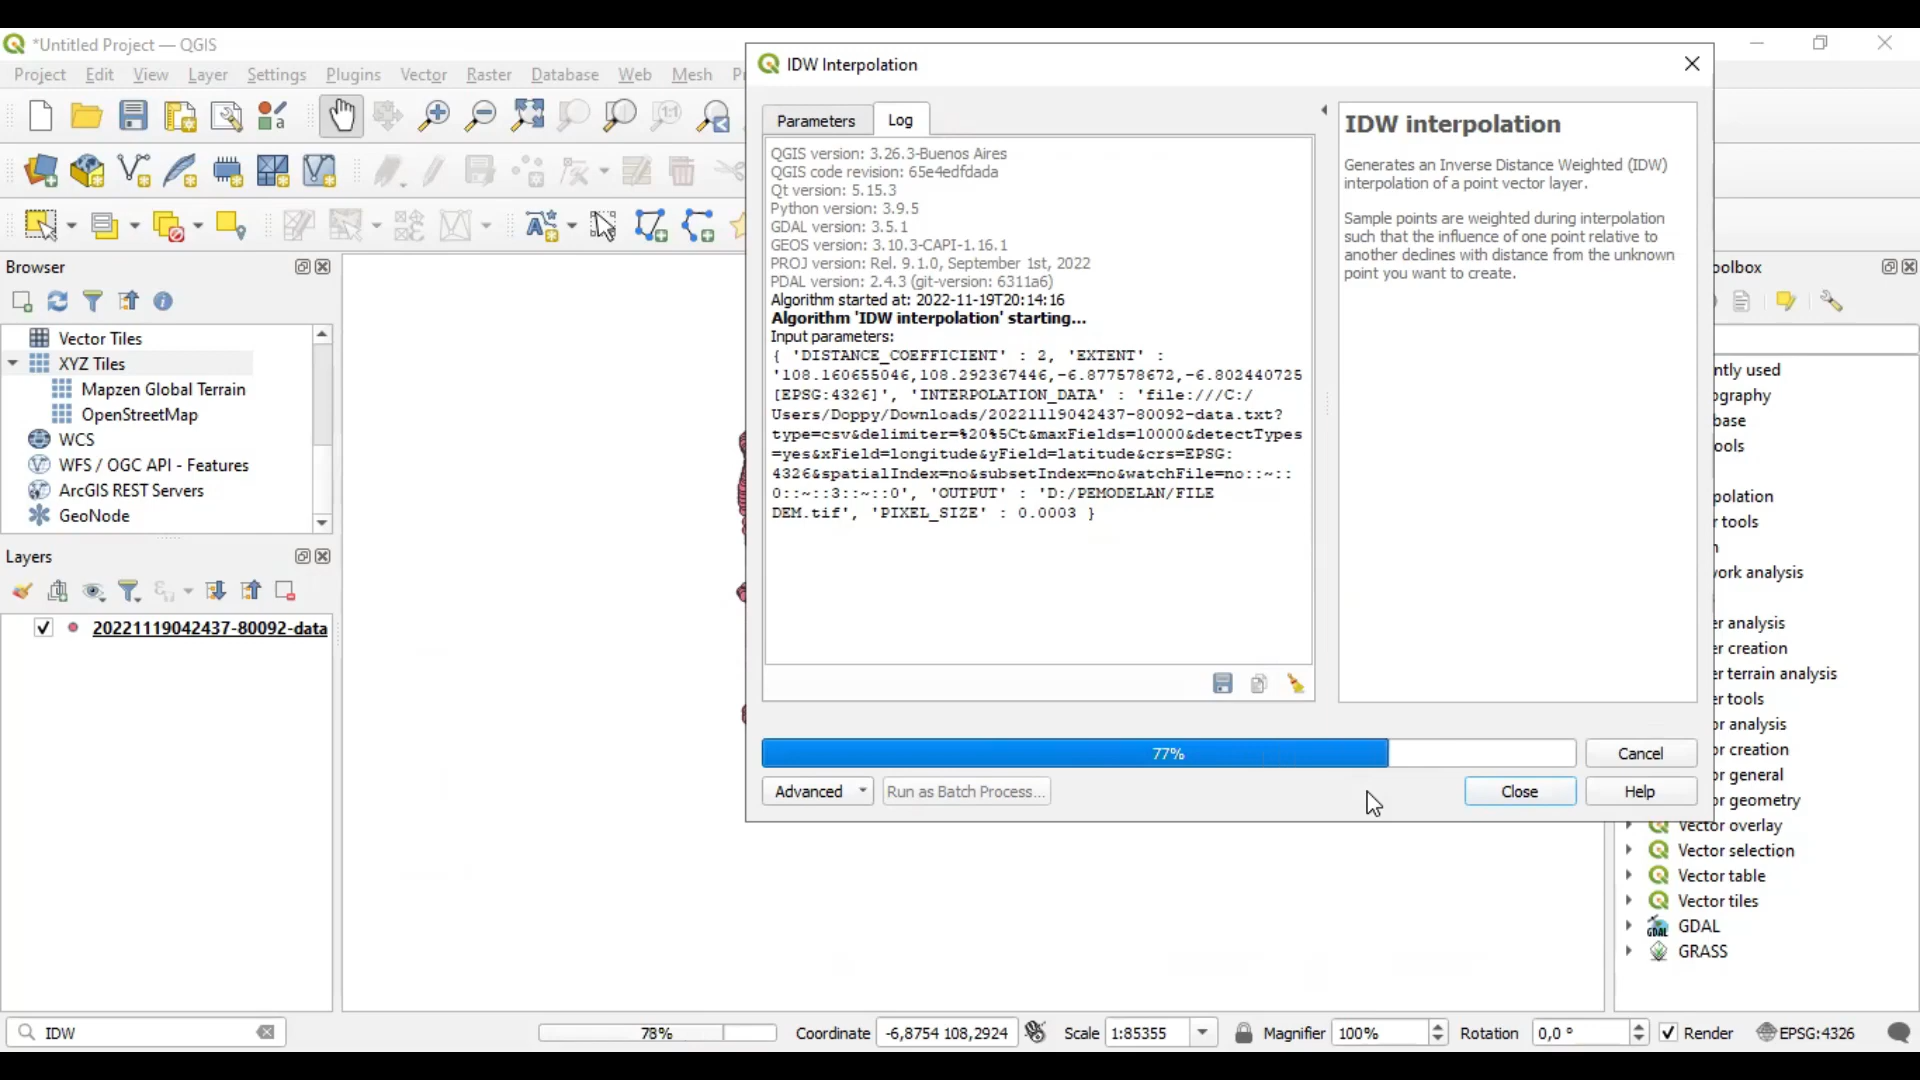 *Untitled Project — QGIS
Project Edit View Layer Settings Plugins Vector Raster Database Web Mesh
IDW Interpolation
Parameters
Log
QGIS version: 3.26.3-Buenos Aires
QGIS code revision: 65e4edfdada
Qt version: 5.15.3
Python version: 3.9.5
GDAL version: 3.5.1
GEOS version: 3.10.3-CAPI-1.16.1
PROJ version: Rel. 9.1.0, September 1st, 2022
PDAL version: 2.4.3 (git-version: 6311a6)
Algorithm started at: 2022-11-19T20:14:16
Algorithm 'IDW interpolation' starting...
Input parameters:
{ 'DISTANCE_COEFFICIENT' : 2, 'EXTENT' :
'108.160655046,108.292367446,-6.877578672,-6.802440725
[EPSG:4326]', 'INTERPOLATION_DATA' : 'file:///C:/
Users/Doppy/Downloads/20221119042437-80092-data.txt?
type=csv&delimiter=%20%5Ct&maxFields=10000&detectTypes
=yes&xField=longitude&yField=latitude&crs=EPSG:
4326&spatialIndex=no&subsetIndex=no&watchFile=no::~::
0::~::3::~::0', 'OUTPUT' : 'D:/PEMODELAN/FILE
DEM.tif', 'PIXEL_SIZE' : 0.0003 }
IDW interpolation
Generates an Inverse Distance Weighted (IDW)
interpolation of a point vector layer.
Sample points are weighted during interpolation
such that the influence of one point relative to
another declines with distance from the unknown
point you want to create.
77%
Cancel
Advanced
Run as Batch Process...
Close
Help
Browser
Vector Tiles
XYZ Tiles
Mapzen Global Terrain
OpenStreetMap
WCS
WFS / OGC API - Features
ArcGIS REST Servers
GeoNode
Layers
20221119042437-80092-data
oolbox
ntly used
ography
base
ools
polation
r tools
n
vork analysis
er analysis
er creation
er terrain analysis
er tools
or analysis
or creation
or general
or geometry
Vector overlay
Vector selection
Vector table
Vector tiles
GDAL
GRASS
IDW
78%
Coordinate -6,8754 108,2924
Scale 1:85355
Magnifier 100%
Rotation 0,0 °
Render
EPSG:4326